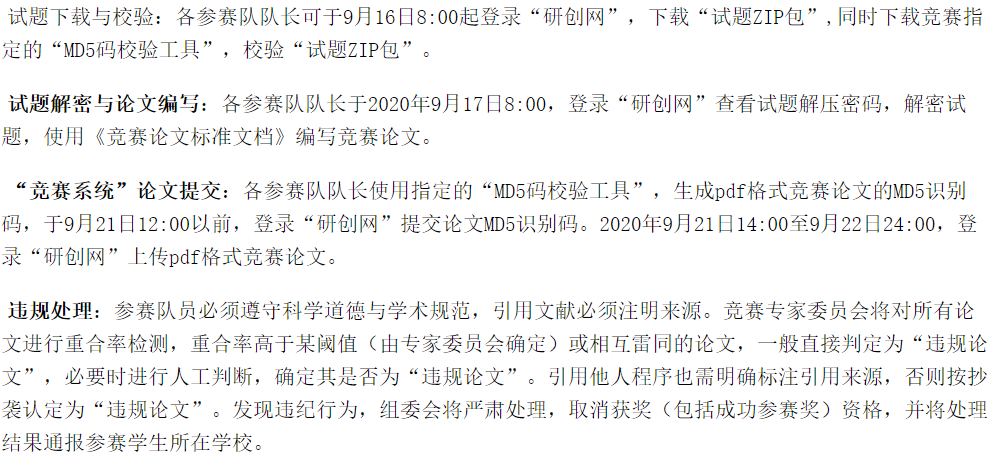 试题下载与校验：各参赛队队长可于9月16日8:00起登录“研创网”，下载“试题ZIP包”,同时下载竞赛指
定的“MD5码校验工具”，校验“试题ZIP包”。
试题解密与论文编写：各参赛队队长于2020年9月17日8:00，登录“研创网”查看试题解压密码，解密试
题，使用《竞赛论文标准文档》编写竞赛论文。
“竞赛系统”论文提交：各参赛队队长使用指定的“MD5码校验工具”，生成pdf格式竞赛论文的MD5识别
码，于9月21日12:00以前，登录“研创网”提交论文MD5识别码。2020年9月21日14:00至9月22日24:00，登
录“研创网”上传pdf格式竞赛论文。
违规处理：参赛队员必须遵守科学道德与学术规范，引用文献必须注明来源。竞赛专家委员会将对所有论
文进行重合率检测，重合率高于某阈值（由专家委员会确定）或相互雷同的论文，一般直接判定为“违规论
文”，必要时进行人工判断，确定其是否为“违规论文”。引用他人程序也需明确标注引用来源，否则按抄
袭认定为“违规论文”。发现违纪行为，组委会将严肃处理，取消获奖（包括成功参赛奖）资格，并将处理
结果通报参赛学生所在学校。